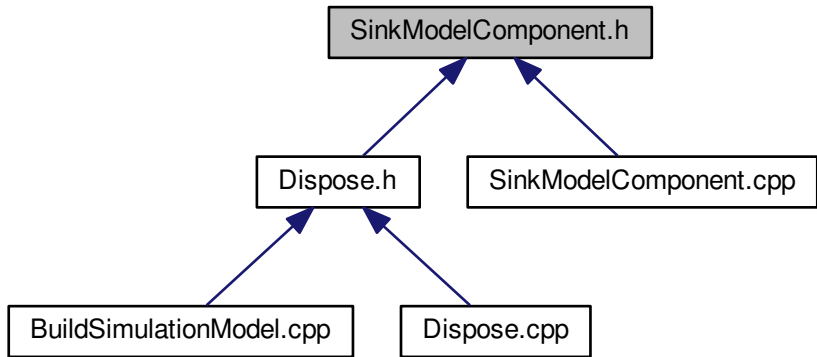 SinkModelComponent.h
Dispose.h
SinkModelComponent.cpp
BuildSimulationModel.cpp
Dispose.cpp